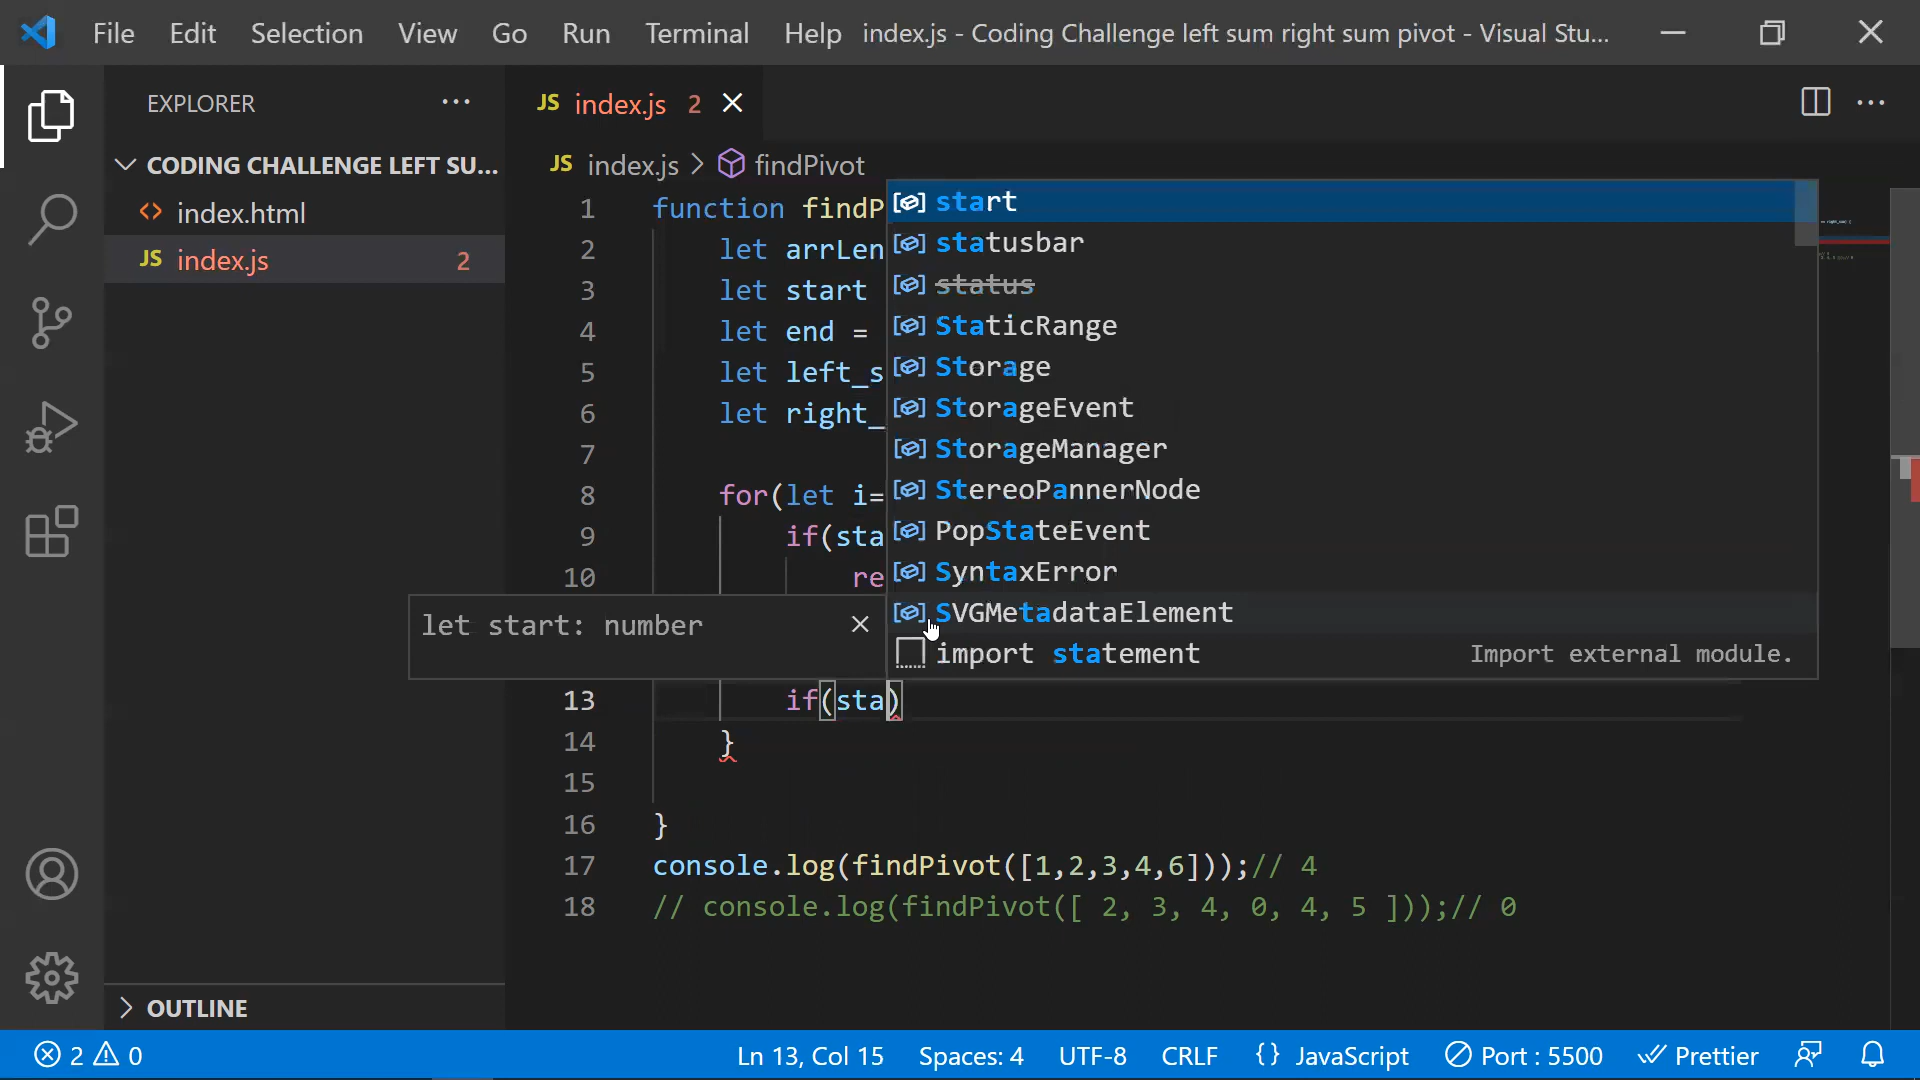 File Edit Selection View Go Run Terminal Help index.js - Coding Challenge left sum right sum pivot - Visual Stu...
EXPLORER
CODING CHALLENGE LEFT SU...
index.html
JS index.js 2
OUTLINE
JS index.js 2
JS index.js > findPivot
1 function findP
2 let arrLen
3 let start
4 let end =
5 let left_s
6 let right_
7
8 for(let i=
9 if(sta
10 re
start
statusbar
status
StaticRange
Storage
StorageEvent
StorageManager
StereoPannerNode
PopStateEvent
SyntaxError
SVGMetadataElement
import statement Import external module.
let start: number
13 if(sta)
14 }
15
16 }
17 console.log(findPivot([1,2,3,4,6]));// 4
18 // console.log(findPivot([ 2, 3, 4, 0, 4, 5 ]));// 0
2 0 Ln 13, Col 15 Spaces: 4 UTF-8 CRLF {} JavaScript Port : 5500 Prettier